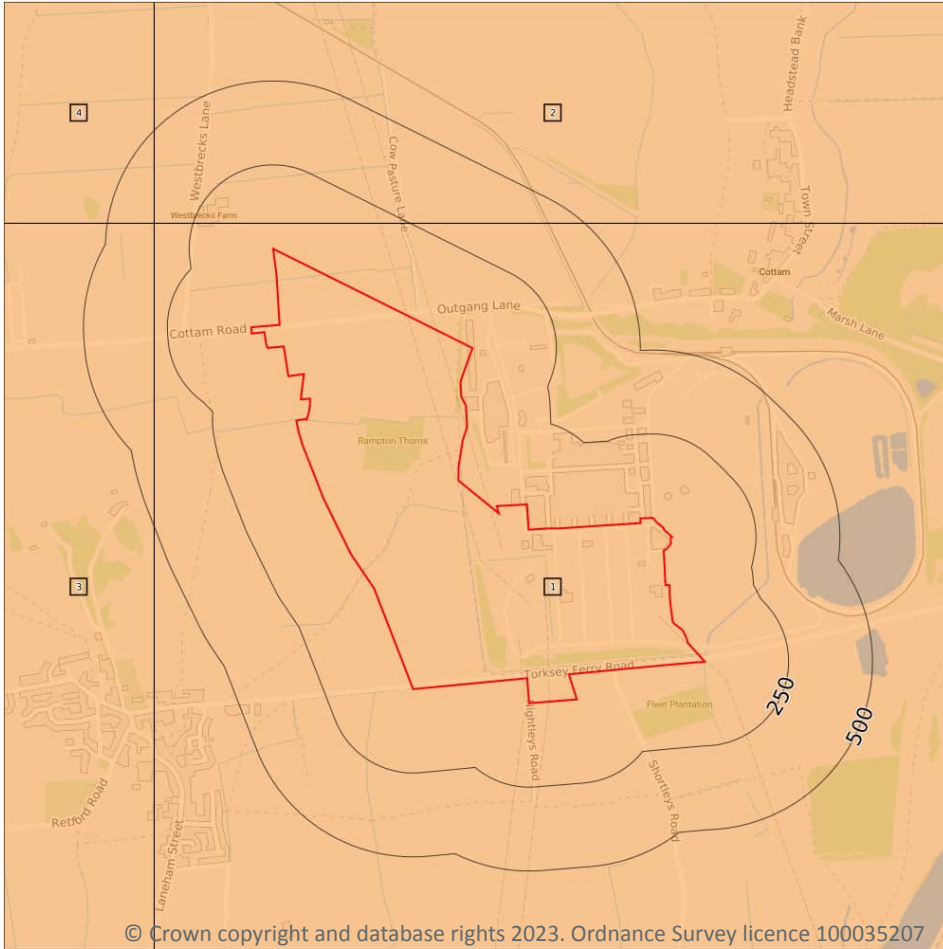 4
2
Westbrecks Lane
Cow Pasture Lane
Headstead Bank
Westbrecks Farm
Town Street
Cottam
Outgang Lane
Cottam Road
Marsh Lane
Rampton Thorns
3
1
Torksey Ferry Road
Fleet Plantation
Nightleys Road
250
500
Shortleys Road
Retford Road
Laneham Street
© Crown copyright and database rights 2023. Ordnance Survey licence 100035207